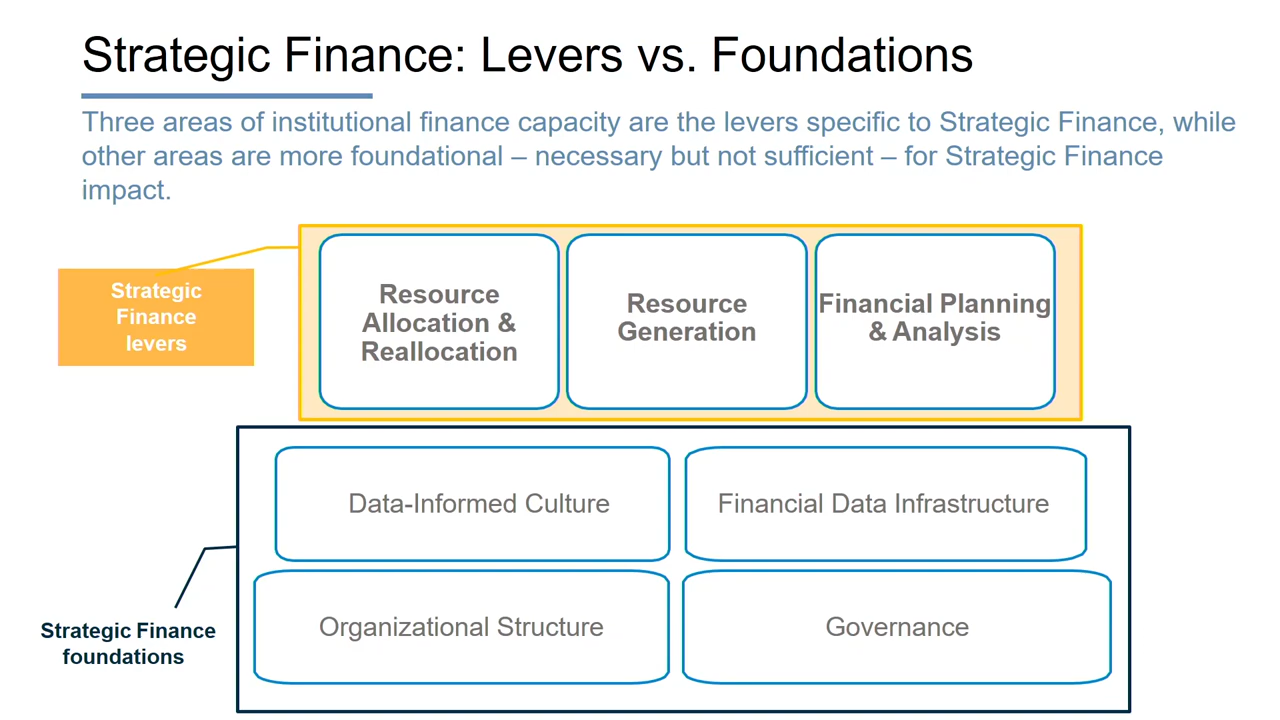 Strategic Finance: Levers vs. Foundations
Three areas of institutional finance capacity are the levers specific to Strategic Finance, while
other areas are more foundational – necessary but not sufficient – for Strategic Finance
impact.
Strategic
Finance
levers
Resource
Allocation &
Reallocation
Resource
Generation
Financial Planning
& Analysis
Data-Informed Culture
Financial Data Infrastructure
Organizational Structure
Governance
Strategic Finance
foundations